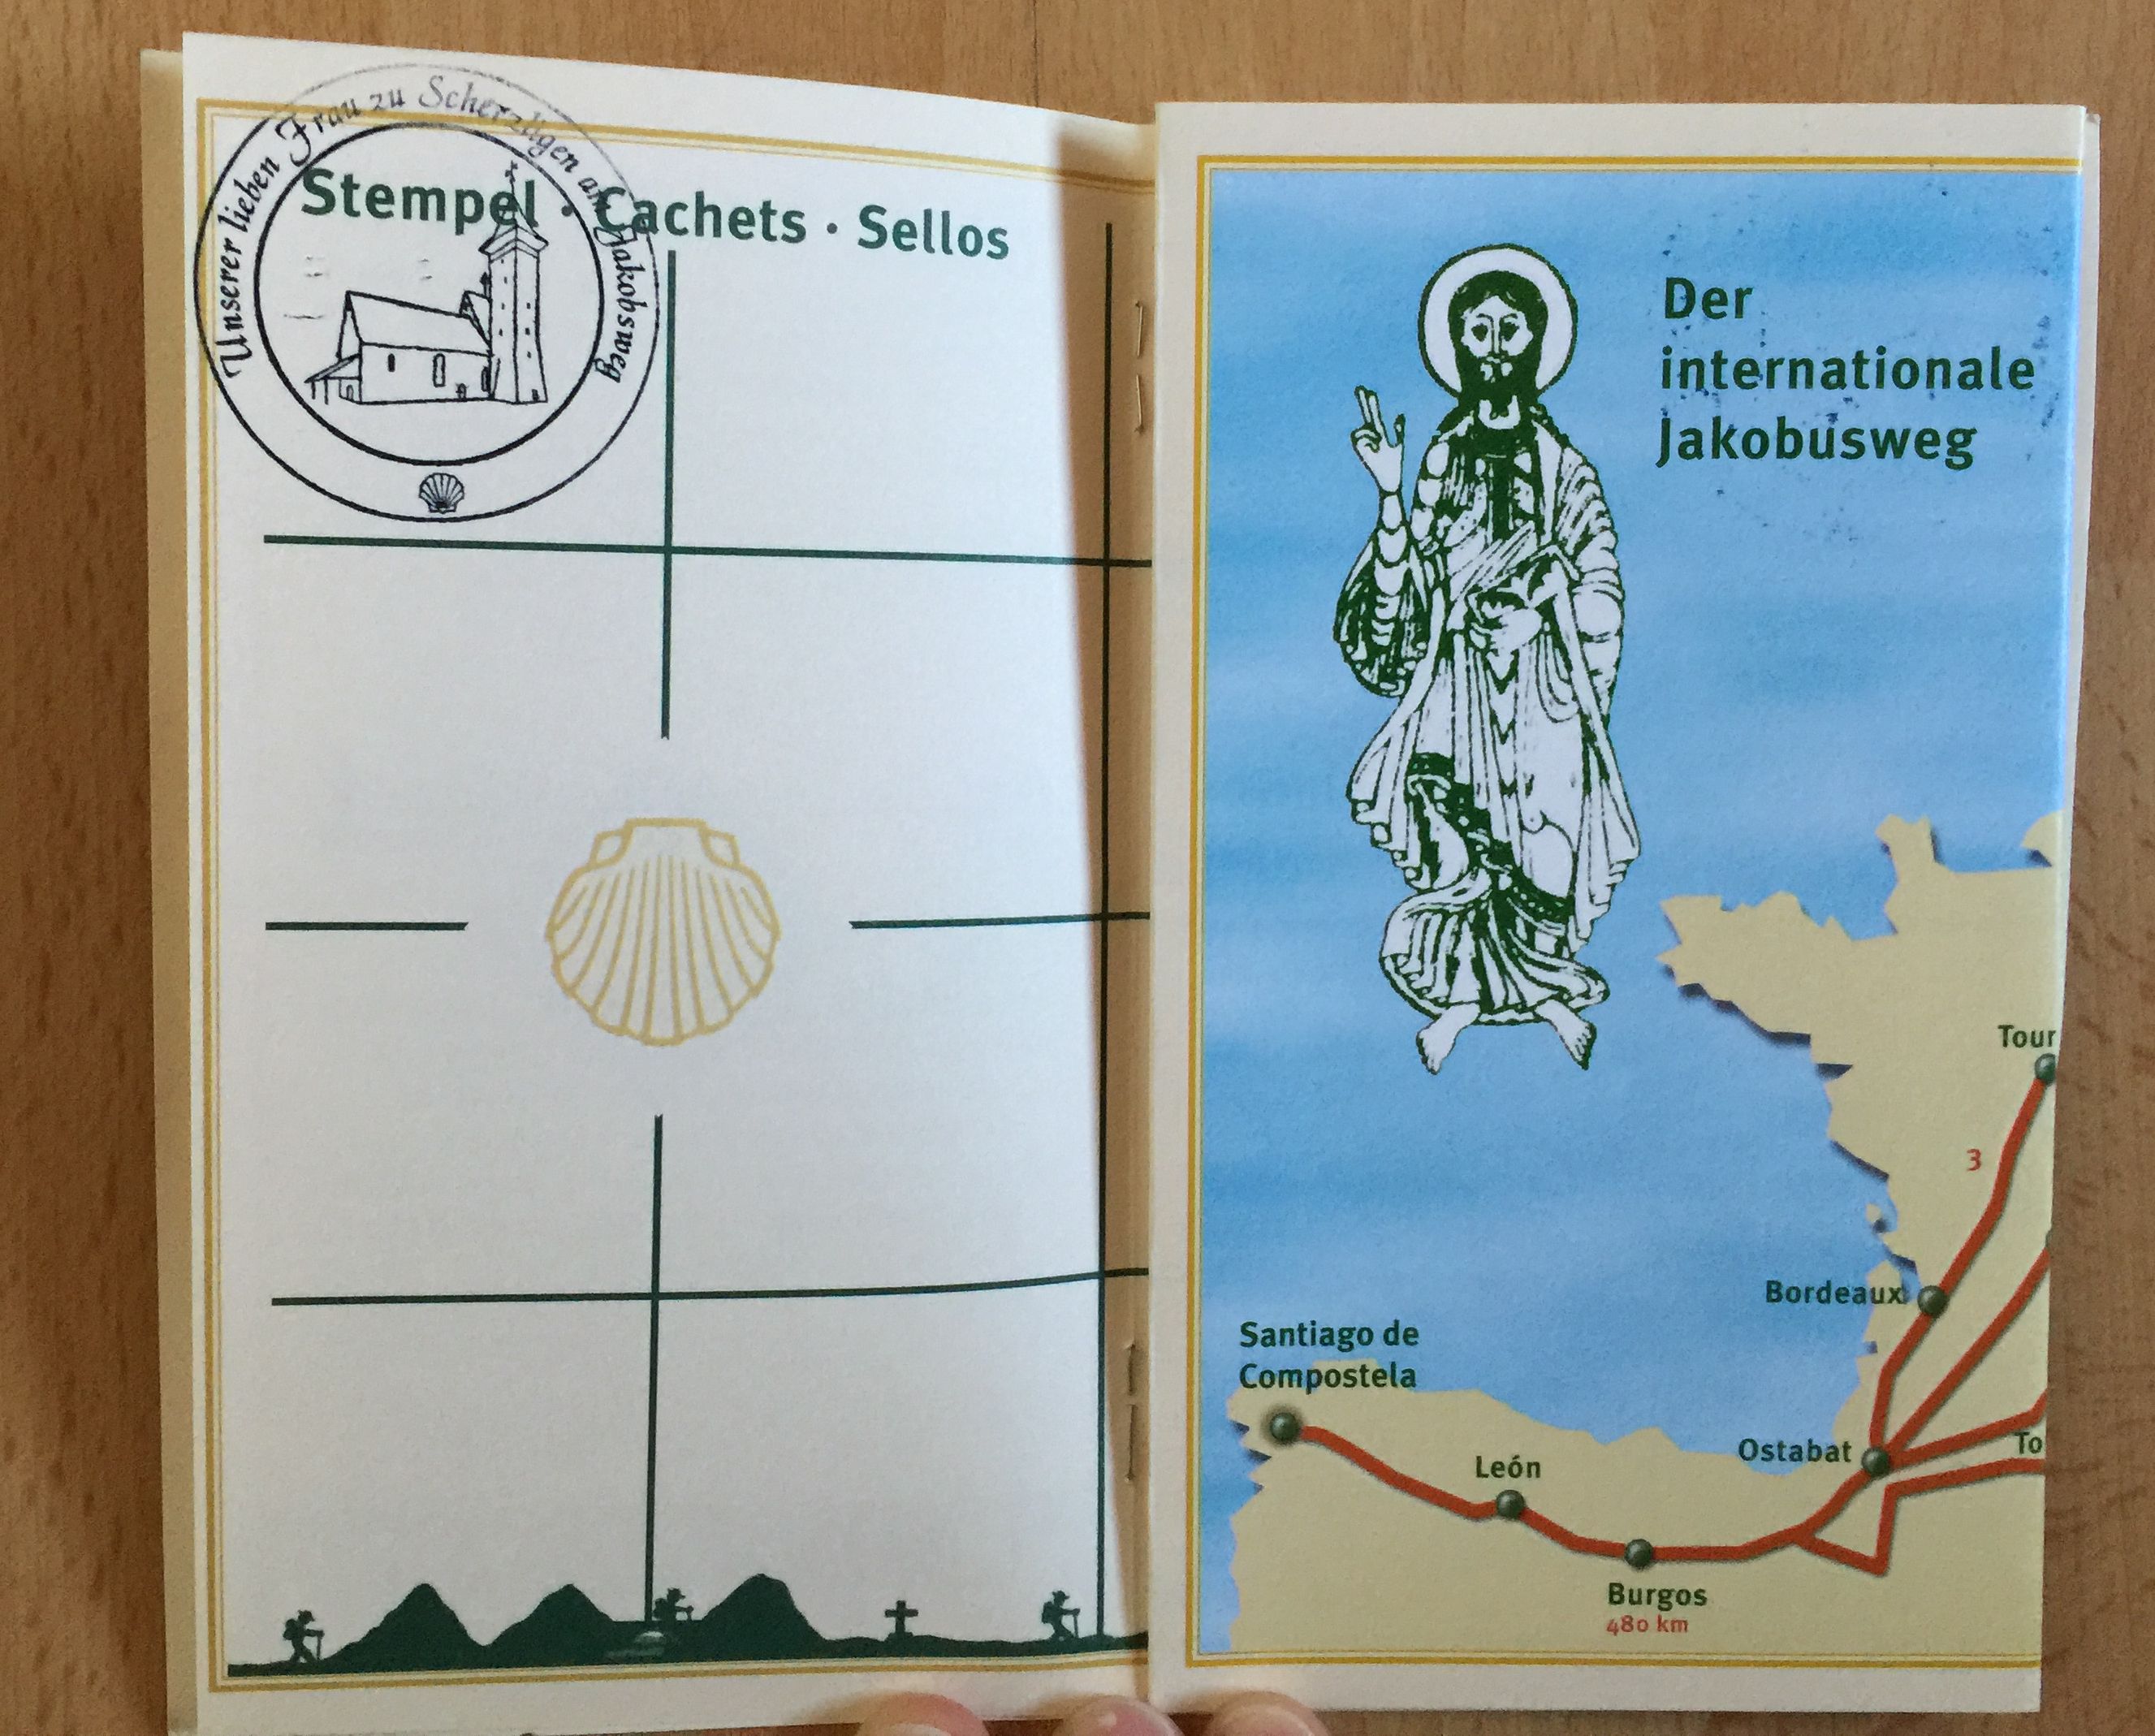 Unserer lieben Frau zu Scherzligen am Jakobsweg
Stempel · Cachets · Sellos
Der
internationale
Jakobusweg
Tour
3
Bordeaux
Santiago de
Compostela
Ostabat
To
León
Burgos
480 km